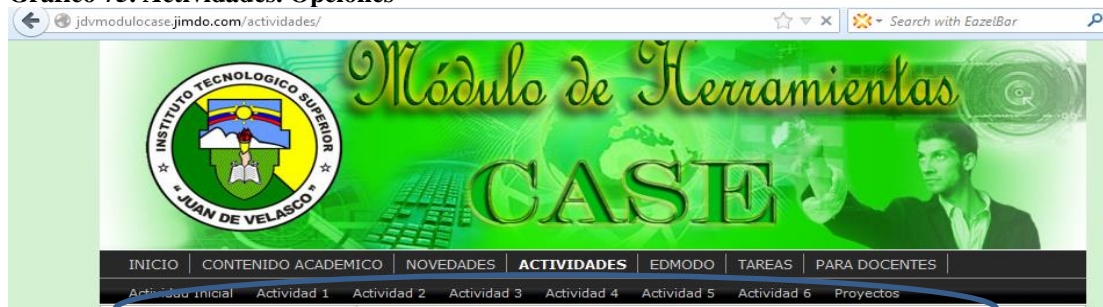 Gráfico 75. Actividades. Opciones
jdvmodulocase.jimdo.com/actividades/
Search with EazelBar
INSTITUTO TECNOLOGICO SUPERIOR
"JUAN DE VELASCO"
Módulo de Herramientas
CASE
INICIO CONTENIDO ACADEMICO NOVEDADES ACTIVIDADES EDMODO TAREAS PARA DOCENTES
Actividad Inicial Actividad 1 Actividad 2 Actividad 3 Actividad 4 Actividad 5 Actividad 6 Proyectos